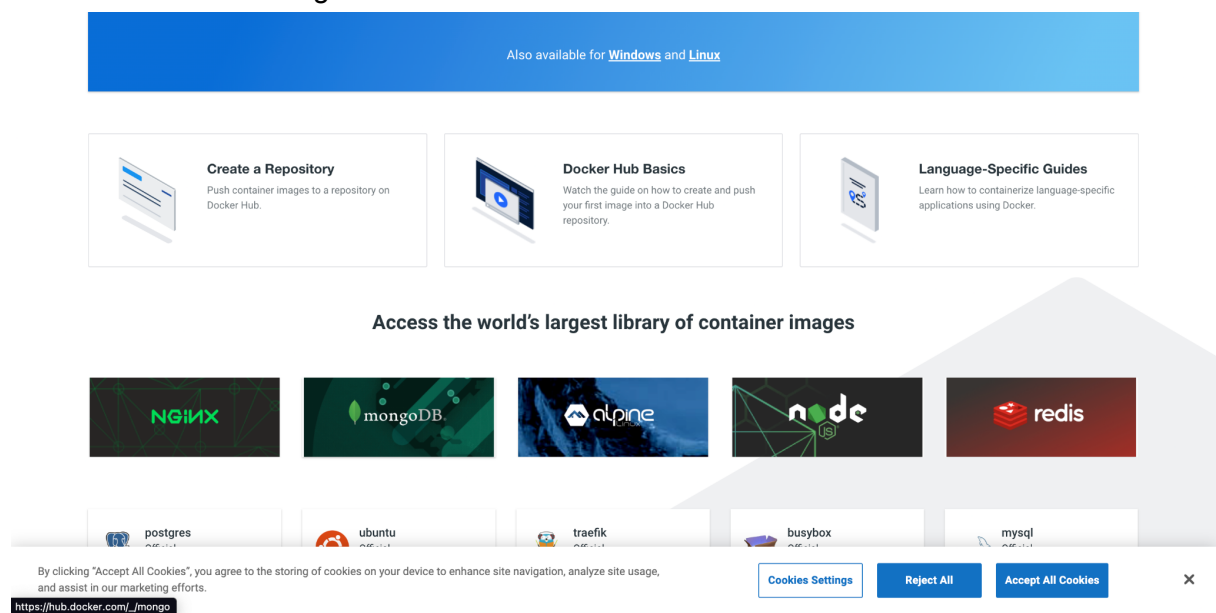 Also available for Windows and Linux
Create a Repository
Push container images to a repository on
Docker Hub.
Docker Hub Basics
Watch the guide on how to create and push
your first image into a Docker Hub
repository.
Language-Specific Guides
Learn how to containerize language-specific
applications using Docker.
Access the world's largest library of container images
NGINX
mongoDB.
alpine
Linux
node
JS
redis
postgres
ubuntu
traefik
busybox
mysql
By clicking "Accept All Cookies", you agree to the storing of cookies on your device to enhance site navigation, analyze site usage,
and assist in our marketing efforts.
Cookies Settings
Reject All
Accept All Cookies
https://hub.docker.com/_/mongo